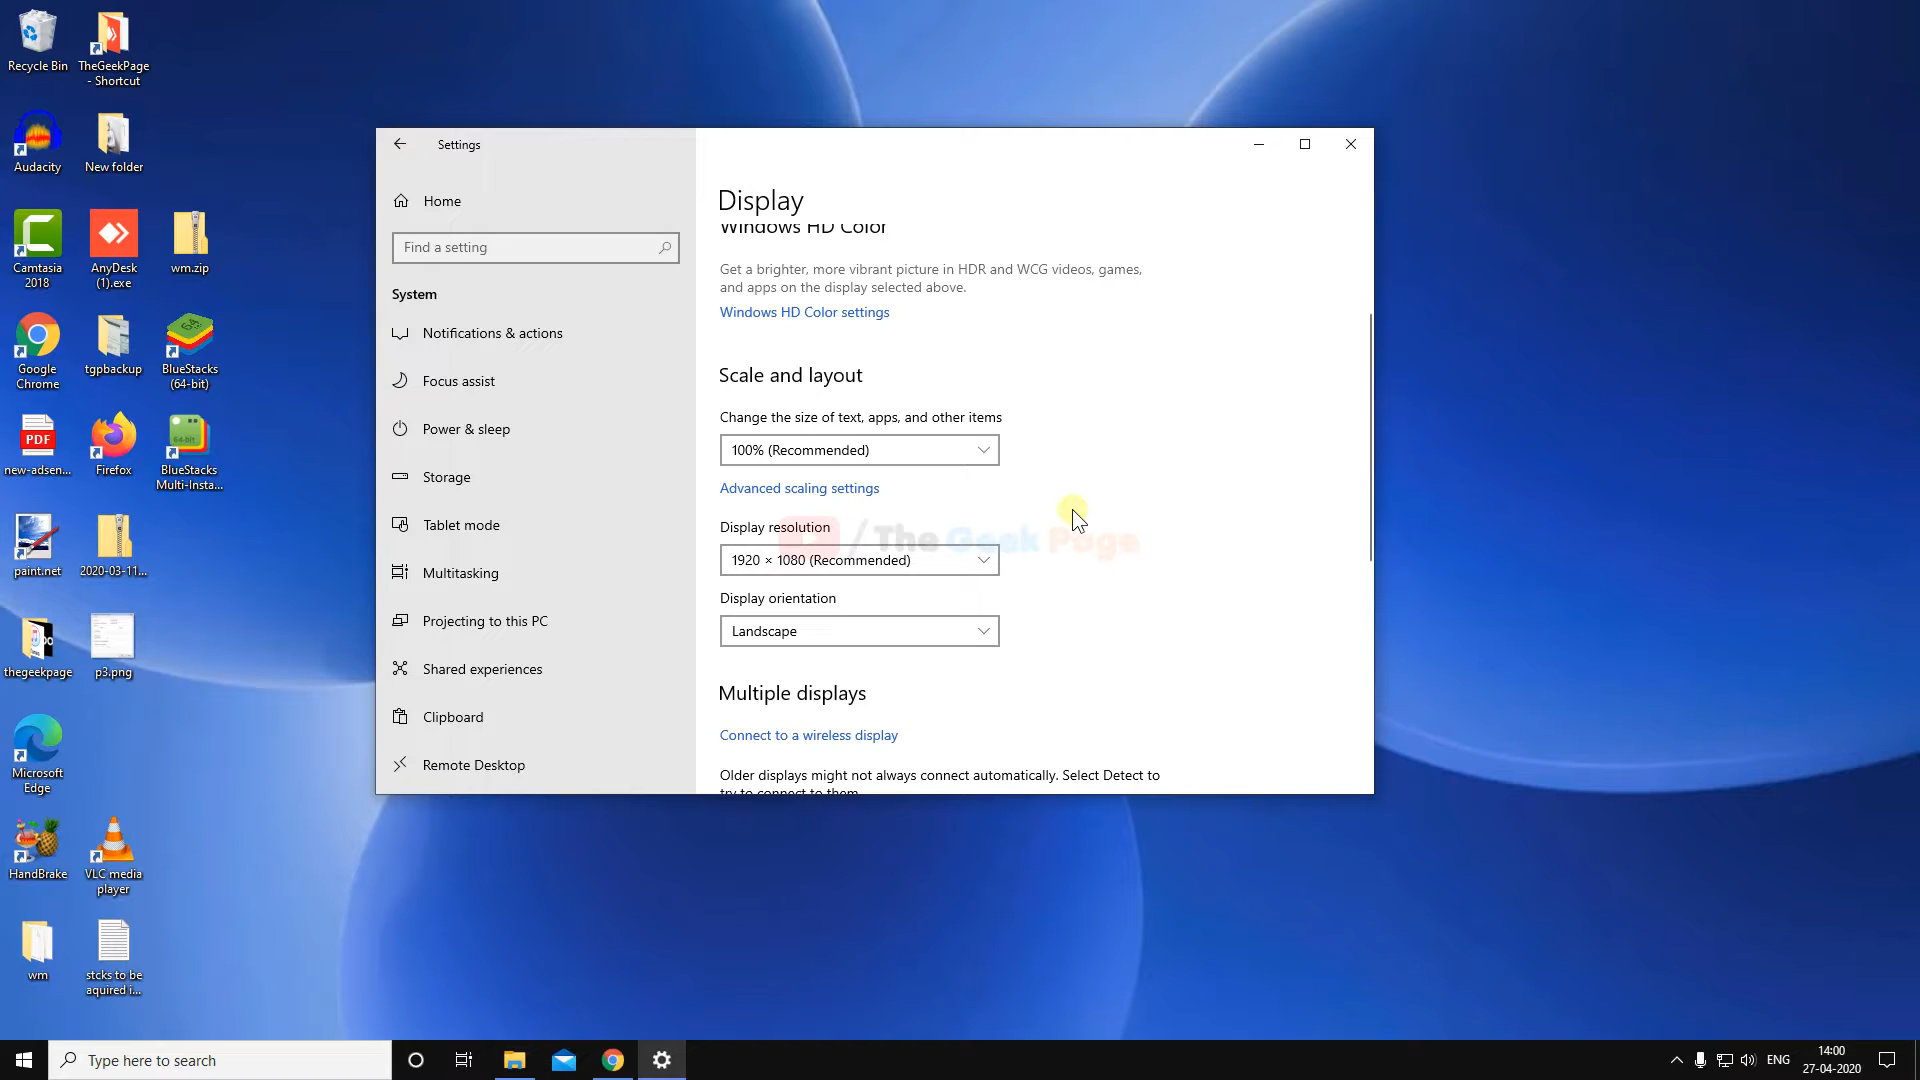 Recycle Bin
TheGeekPage
- Shortcut
Audacity
New folder
Camtasia
2018
AnyDesk
(1).exe
wm.zip
Google
Chrome
tgpbackup
BlueStacks
(64-bit)
64
PDF
new-adsen...
Firefox
64-Bit
BlueStacks
Multi-Insta...
paint.net
2020-03-11...
thegeekpage
p3.png
Microsoft
Edge
HandBrake
VLC media
player
wm
stcks to be
aquired i...
Settings
Home
Find a setting
System
Notifications & actions
Focus assist
Power & sleep
Storage
Tablet mode
Multitasking
Projecting to this PC
Shared experiences
Clipboard
Remote Desktop
Display
Windows HD Color
Get a brighter, more vibrant picture in HDR and WCG videos, games,
and apps on the display selected above.
Windows HD Color settings
Scale and layout
Change the size of text, apps, and other items
100% (Recommended)
Advanced scaling settings
Display resolution
/ The Geek Page
1920 × 1080 (Recommended)
Display orientation
Landscape
Multiple displays
Connect to a wireless display
Older displays might not always connect automatically. Select Detect to
try to connect to them.
Type here to search
ENG
14:00
27-04-2020